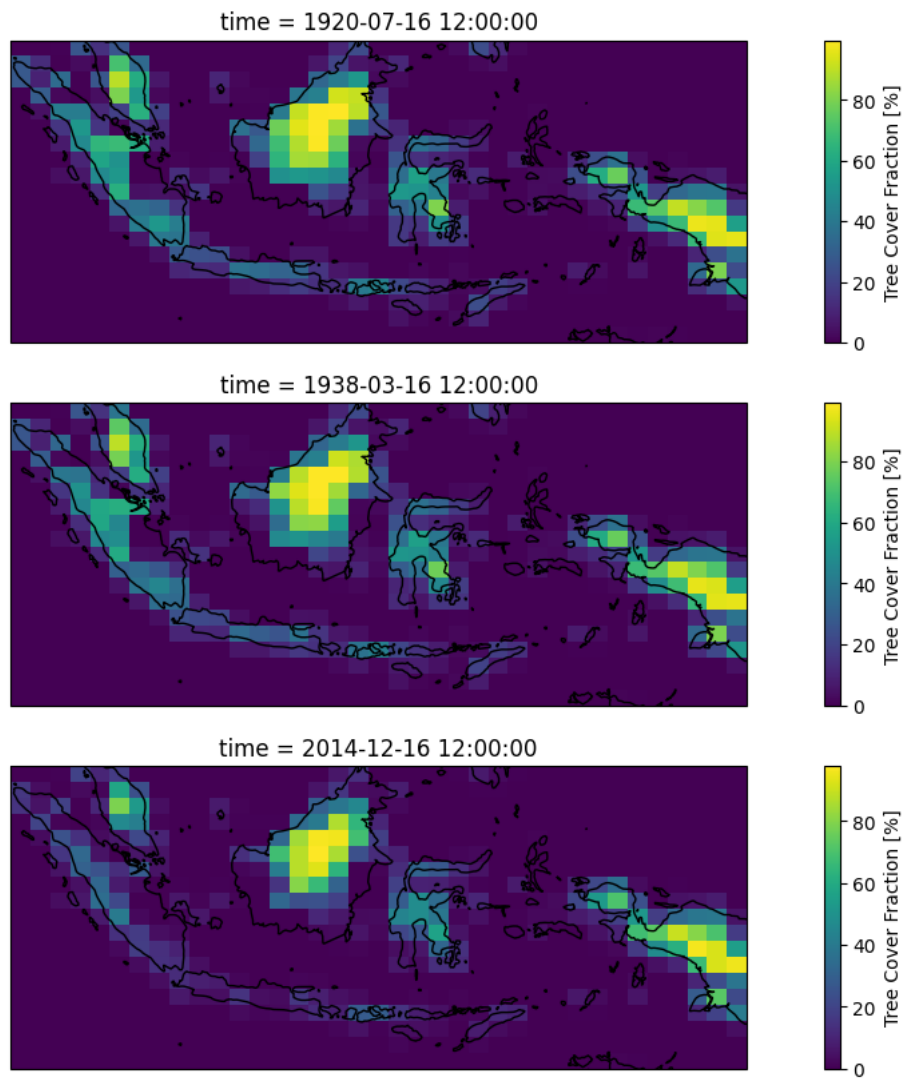 time = 1920-07-16 12:00:00
80
60
40
20
0
Tree Cover Fraction [%]
time = 1938-03-16 12:00:00
80
60
40
20
0
Tree Cover Fraction [%]
time = 2014-12-16 12:00:00
80
60
40
20
0
Tree Cover Fraction [%]